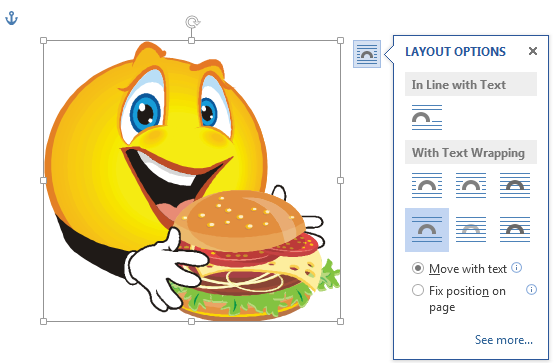 LAYOUT OPTIONS
In Line with Text
With Text Wrapping
Move with text
Fix position on
page
See more...